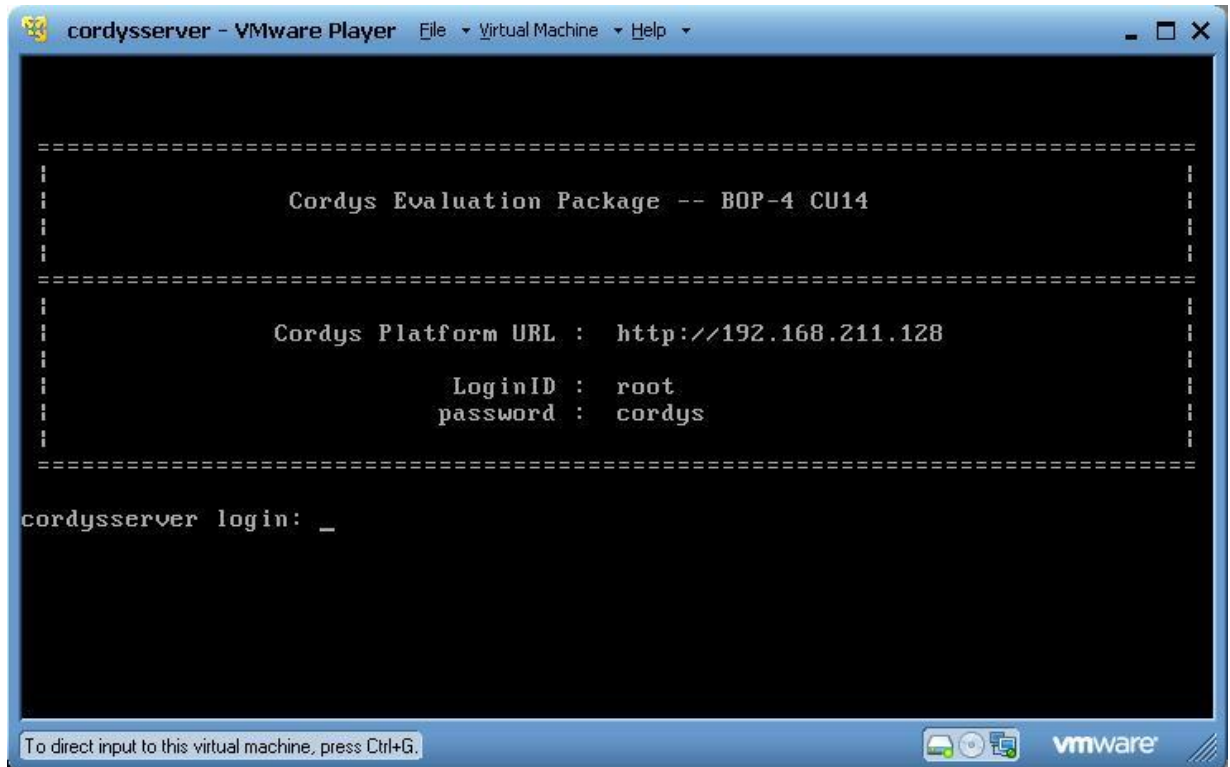 cordysserver - VMware Player File Virtual Machine Help
Cordys Evaluation Package -- BOP-4 CU14
Cordys Platform URL : http://192.168.211.128
LoginID : root
password : cordys
cordysserver login: _
To direct input to this virtual machine, press Ctrl+G.
vmware